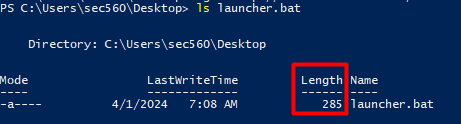 PS C:\Users\sec560\Desktop> ls launcher.bat
Directory: C:\Users\sec560\Desktop
Mode LastWriteTime Length Name
---- ------------- ------ ----
-a---- 4/1/2024 7:08 AM 285 launcher.bat